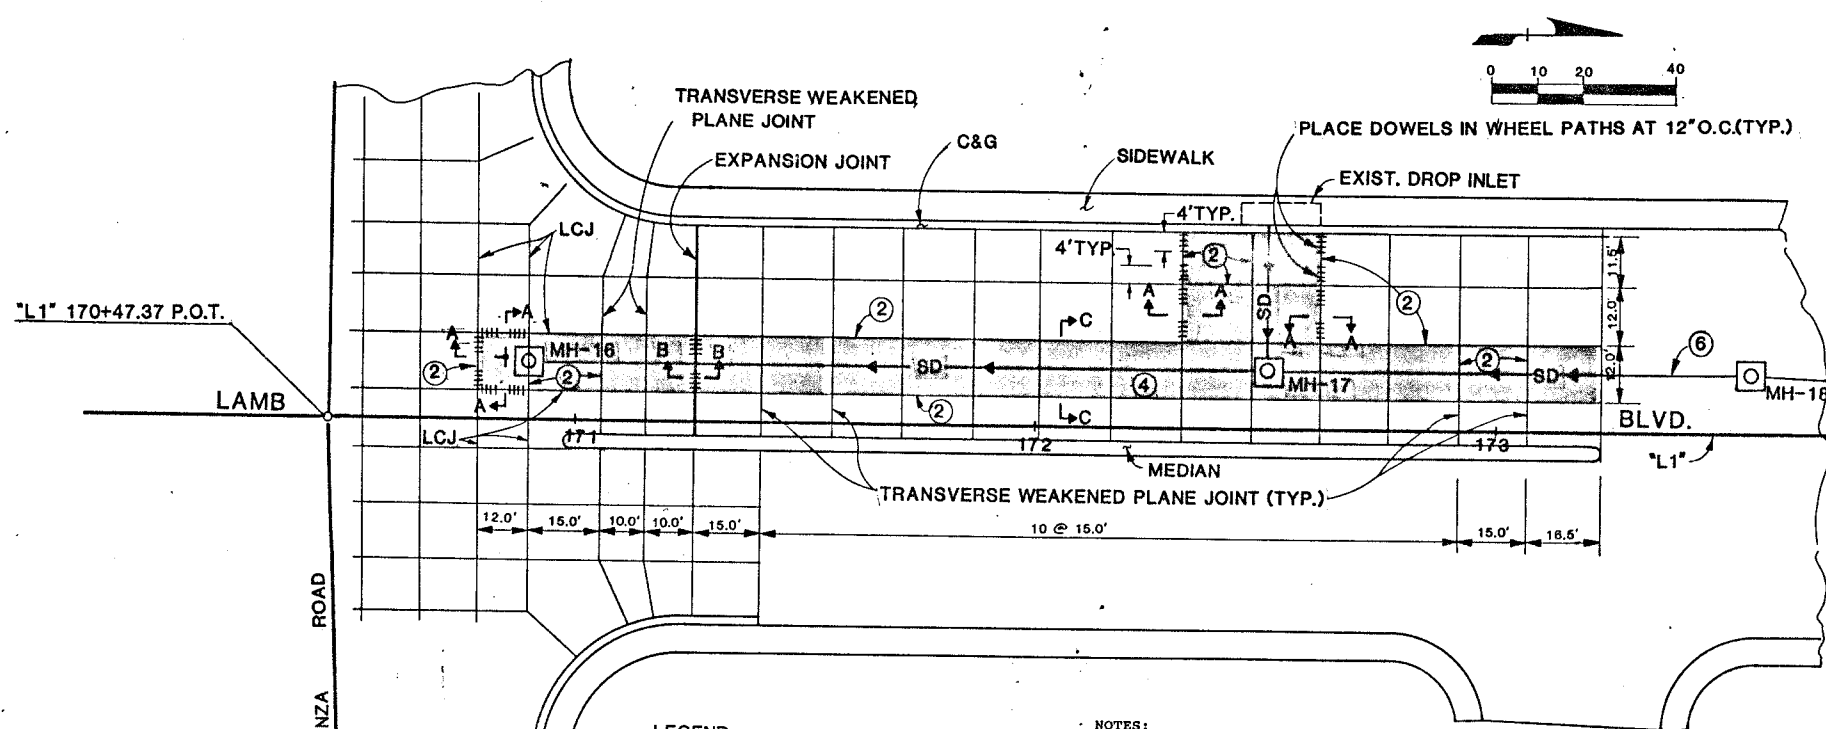 0 10 20 40
TRANSVERSE WEAKENED
PLANE JOINT
PLACE DOWELS IN WHEEL PATHS AT 12"O.C.(TYP.)
C&G
EXPANSION JOINT
SIDEWALK
EXIST. DROP INLET
4'TYP.
LCJ
4'TYP.
2
11.5'
A
A
SD
2
12.0'
"L1" 170+47.37 P.O.T.
A
2
C
A
MH-16
B
B
A
A
2
12.0'
6
2
2
SD
4
MH-17
SD
MH-18
LAMB
A
2
C
BLVD.
LCJ
171
172
173
"L1"
MEDIAN
TRANSVERSE WEAKENED PLANE JOINT (TYP.)
12.0'
15.0'
10.0'
10.0'
15.0'
10 @ 15.0'
15.0'
16.5'
ROAD
NZA
LEGEND
NOTES: